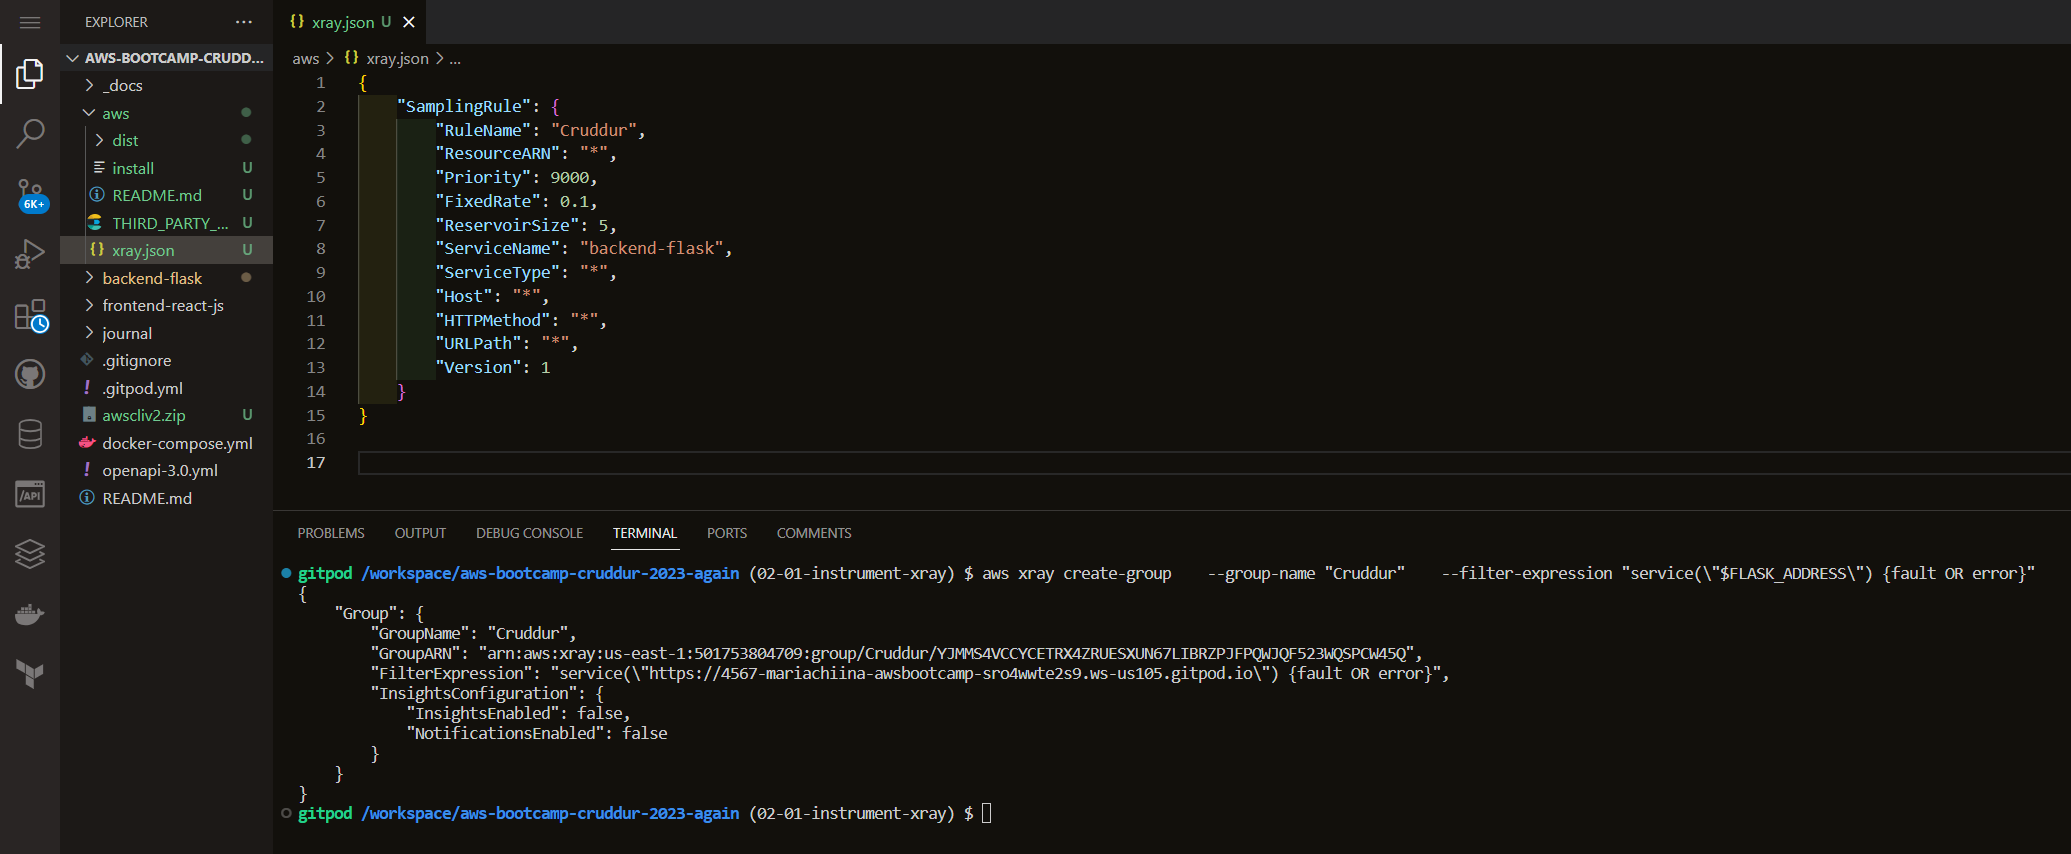 EXPLORER ...
AWS-BOOTCAMP-CRUDD...
_docs
aws
dist
install U
README.md U
THIRD_PARTY_... U
xray.json U
backend-flask
frontend-react-js
journal
.gitignore
.gitpod.yml
awscliv2.zip U
docker-compose.yml
openapi-3.0.yml
README.md
6K+
/API
{} xray.json U
aws > {} xray.json > ...
1 {
2 "SamplingRule": {
3 "RuleName": "Cruddur",
4 "ResourceARN": "*",
5 "Priority": 9000,
6 "FixedRate": 0.1,
7 "ReservoirSize": 5,
8 "ServiceName": "backend-flask",
9 "ServiceType": "*",
10 "Host": "*",
11 "HTTPMethod": "*",
12 "URLPath": "*",
13 "Version": 1
14 }
15 }
16
17
PROBLEMS OUTPUT DEBUG CONSOLE TERMINAL PORTS COMMENTS
gitpod /workspace/aws-bootcamp-cruddur-2023-again (02-01-instrument-xray) $ aws xray create-group --group-name "Cruddur" --filter-expression "service(\"$FLASK_ADDRESS\") {fault OR error}"
{
"Group": {
"GroupName": "Cruddur",
"GroupARN": "arn:aws:xray:us-east-1:501753804709:group/Cruddur/YJMMS4VCCYCETRX4ZRUESXUN67LIBRZPJFPQWJQF523WQSPCW45Q",
"FilterExpression": "service(\"https://4567-mariachiina-awsbootcamp-sro4wwte2s9.ws-us105.gitpod.io\") {fault OR error}",
"InsightsConfiguration": {
"InsightsEnabled": false,
"NotificationsEnabled": false
}
}
}
gitpod /workspace/aws-bootcamp-cruddur-2023-again (02-01-instrument-xray) $